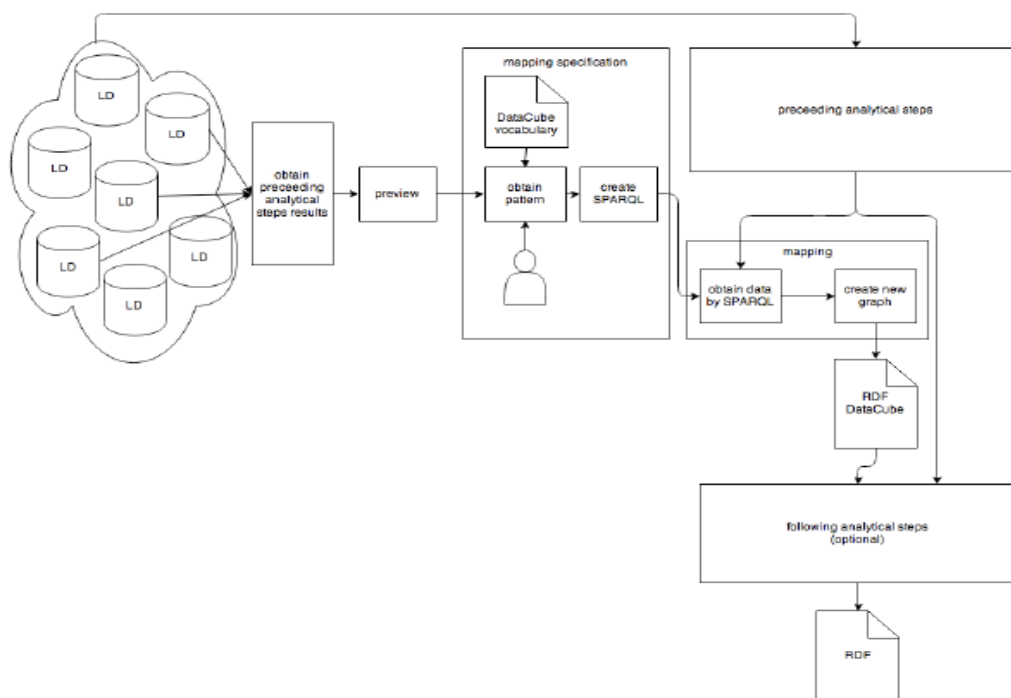 LD
LD
LD
LD
LD
LD
LD
obtain
preceeding
analytical
steps results
preview
mapping specification
DataCube
vocabulary
obtain
pattern
create
SPARQL
preceeding analytical steps
mapping
obtain data
by SPARQL
create new
graph
RDF
DataCube
following analytical steps
(optional)
RDF